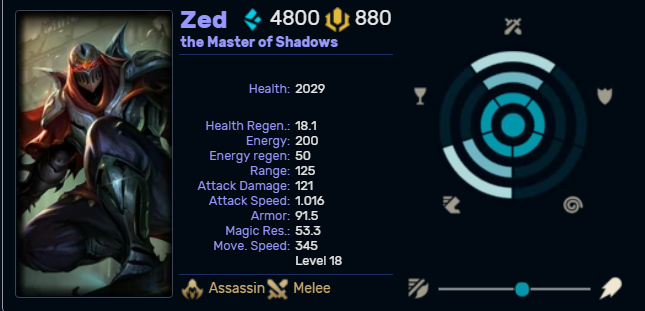 Zed 4800 880
the Master of Shadows
Health: 2029
Health Regen.: 18.1
Energy: 200
Energy regen: 50
Range: 125
Attack Damage: 121
Attack Speed: 1.016
Armor: 91.5
Magic Res.: 53.3
Move. Speed: 345
Level 18
Assassin Melee